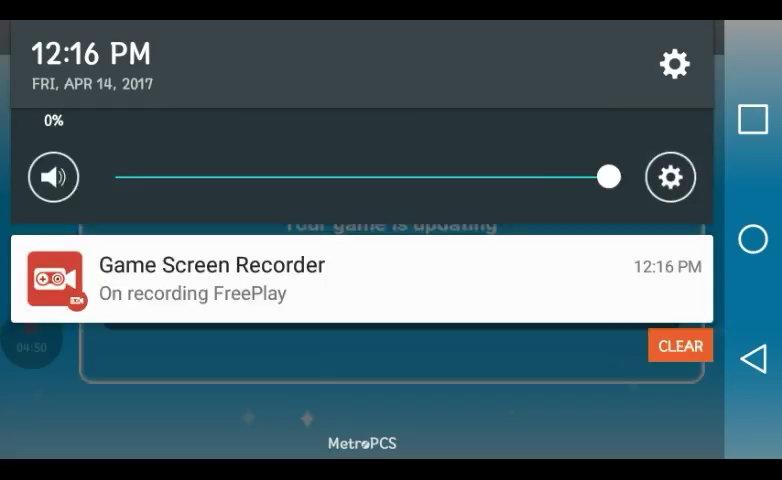 12:16 PM
FRI, APR 14, 2017
0%
Your game is updating
Game Screen Recorder
12:16 PM
On recording FreePlay
04:50
CLEAR
MetroPCS